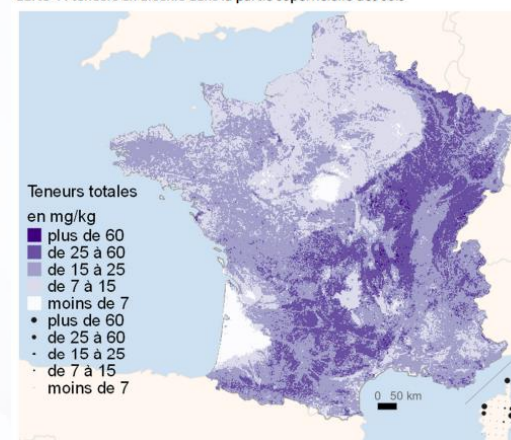 Teneurs totales
en mg/kg
plus de 60
de 25 à 60
de 15 à 25
de 7 à 15
moins de 7
plus de 60
de 25 à 60
de 15 à 25
de 7 à 15
moins de 7
0 50 km